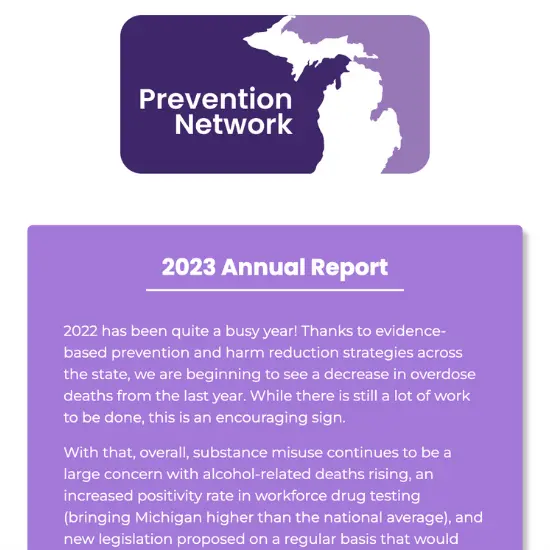 Prevention
Network
2023 Annual Report
2022 has been quite a busy year! Thanks to evidence-
based prevention and harm reduction strategies across
the state, we are beginning to see a decrease in overdose
deaths from the last year. While there is still a lot of work
to be done, this is an encouraging sign.
With that, overall, substance misuse continues to be a
large concern with alcohol-related deaths rising, an
increased positivity rate in workforce drug testing
(bringing Michigan higher than the national average), and
new legislation proposed on a regular basis that would